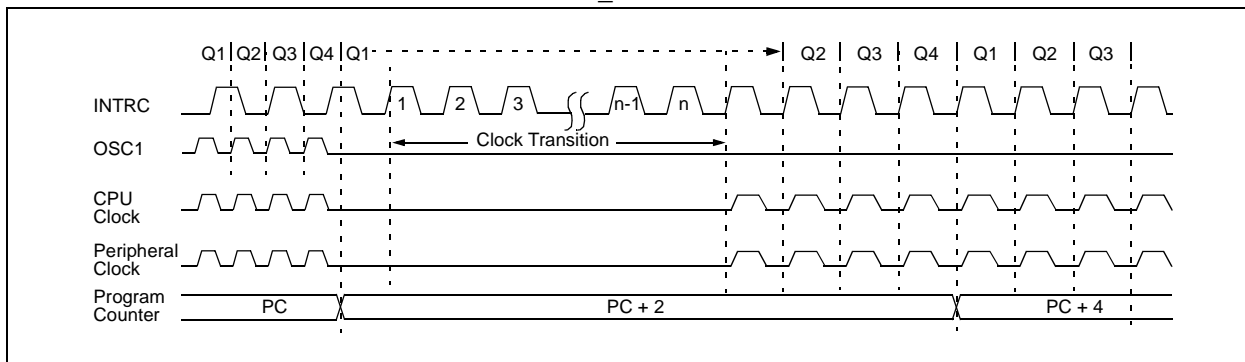 Q1 Q2 Q3 Q4 Q1 Q2 Q3 Q4 Q1 Q2 Q3
INTRC 1 2 3 n-1 n
Clock Transition
OSC1
CPU
Clock
Peripheral
Clock
Program
Counter
PC PC + 2 PC + 4